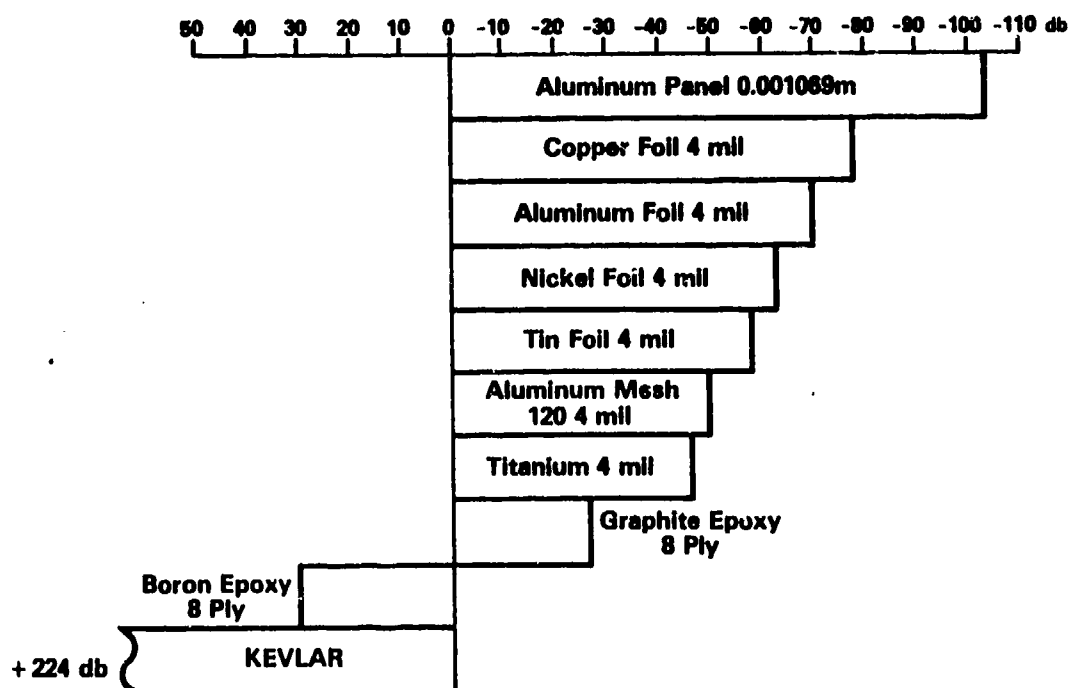 50 40 30 20 10 0 -10 -20 -30 -40 -50 -60 -70 -80 -90 -100 -110 db
Aluminum Panel 0.001069m
Copper Foil 4 mil
Aluminum Foil 4 mil
Nickel Foil 4 mil
Tin Foil 4 mil
Aluminum Mesh
120 4 mil
Titanium 4 mil
Graphite Epoxy
8 Ply
Boron Epoxy
8 Ply
KEVLAR
+ 224 db